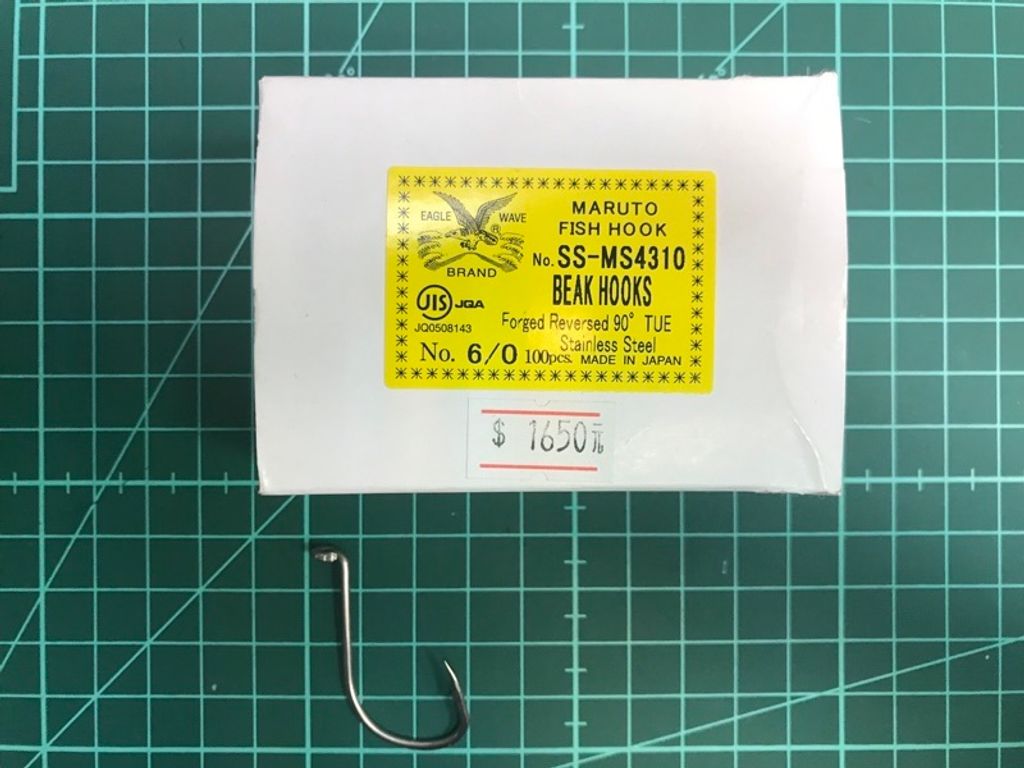 EAGLE WAVE
BRAND
MARUTO
FISH HOOK
No. SS-MS4310
BEAK HOOKS
JIS JQA
JQ0508143
Forged Reversed 90° TUE
Stainless Steel
No. 6/0 100pcs. MADE IN JAPAN
$ 1650元